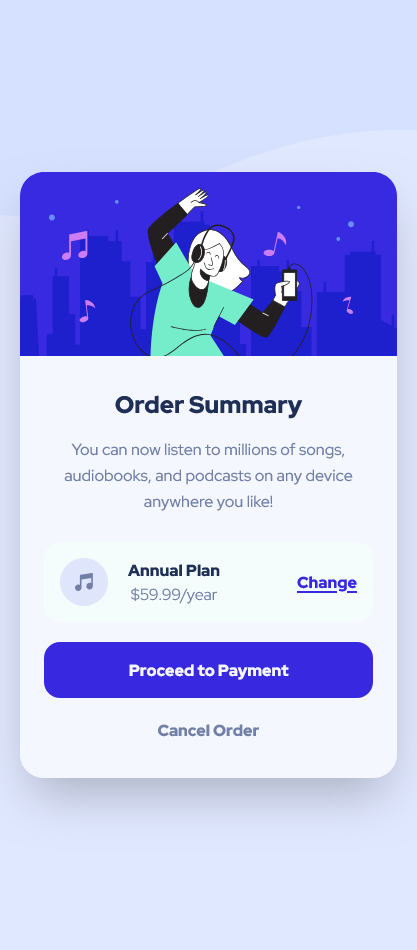 Order Summary
You can now listen to millions of songs,
audiobooks, and podcasts on any device
anywhere you like!
Annual Plan
$59.99/year
Change
Proceed to Payment
Cancel Order